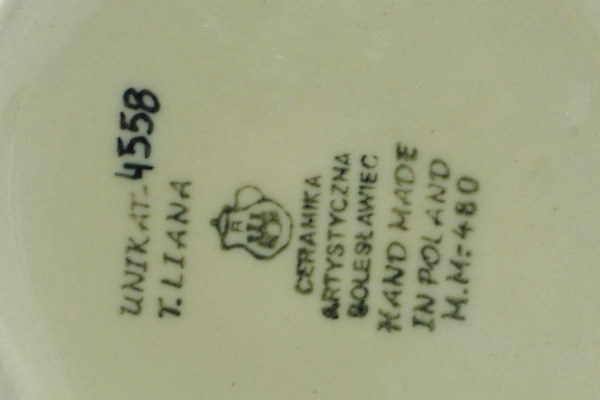 UNIKAT-4558
T. LIANA
R
CERAMIKA
ARTYSTYCZNA
BOLESŁAWIEC
HAND MADE
IN POLAND
M.M.-480